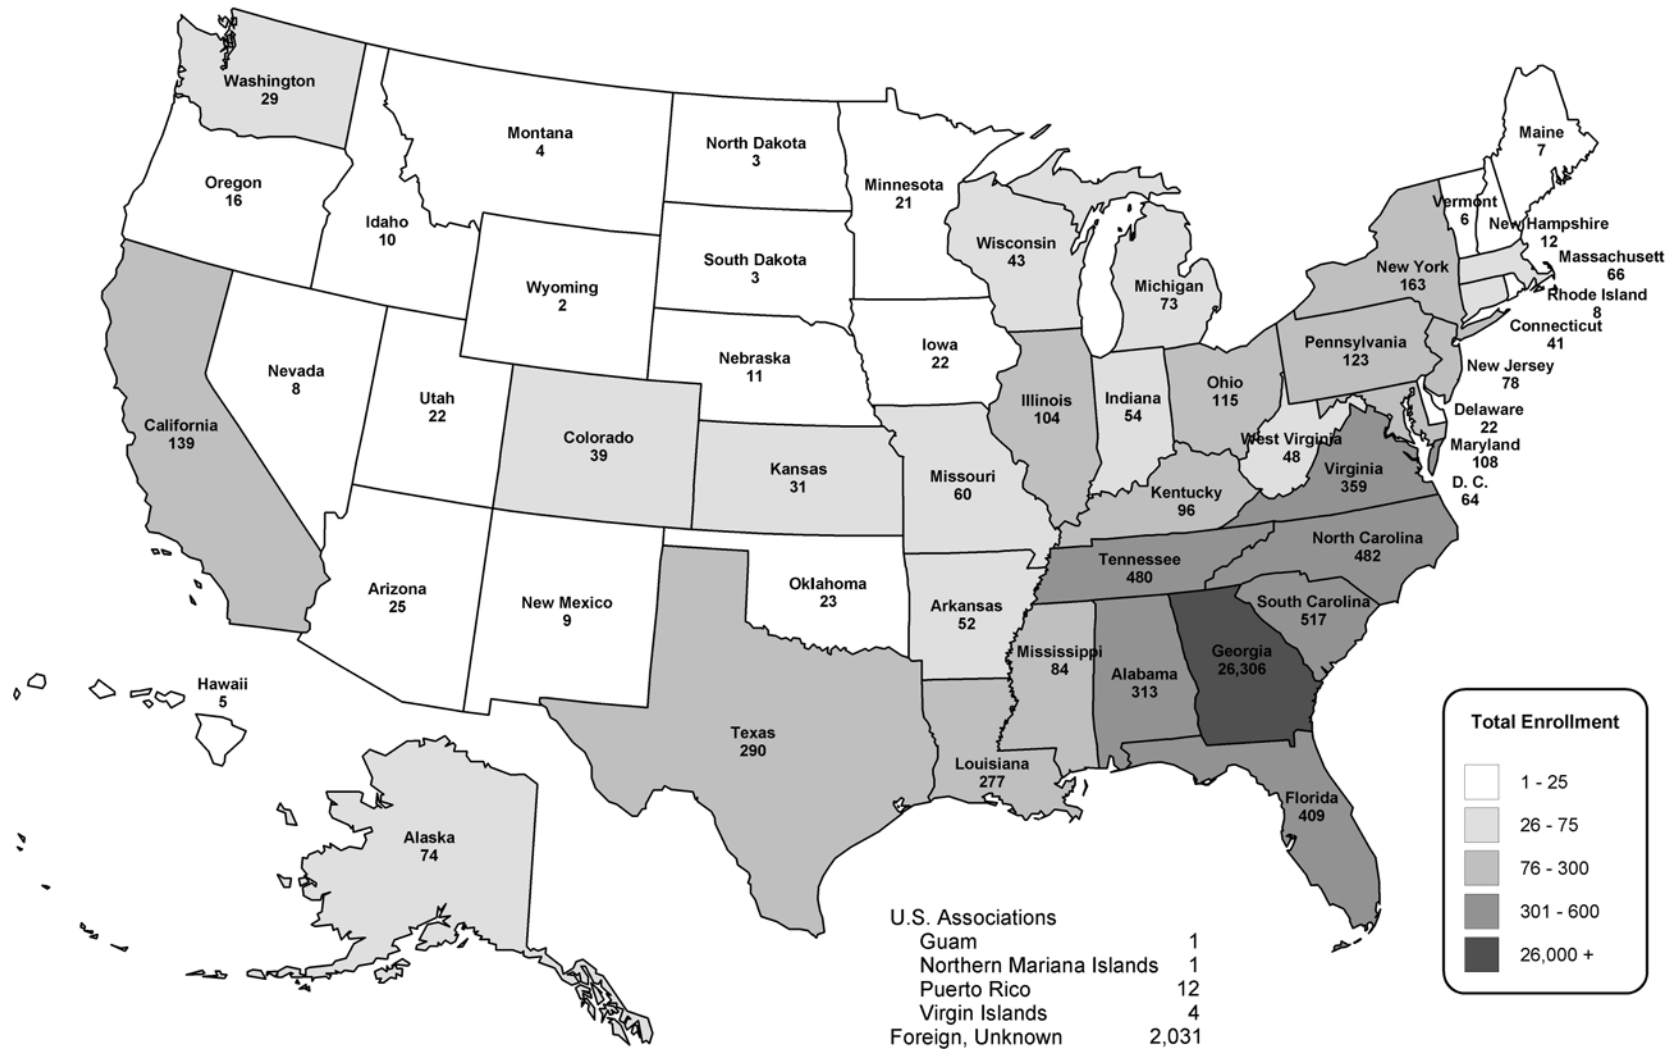 Washington
29
Oregon
16
Idaho
10
Montana
4
North Dakota
3
South Dakota
3
Minnesota
21
Wyoming
2
Nebraska
11
Iowa
22
Wisconsin
43
Michigan
73
Nevada
8
Utah
22
California
139
Colorado
39
Kansas
31
Missouri
60
Illinois
104
Indiana
54
Ohio
115
Kentucky
96
West Virginia
48
Virginia
359
Pennsylvania
123
New York
163
Maine
7
Vermont
6
New Hampshire
12
Massachusett
66
Rhode Island
8
Connecticut
41
New Jersey
78
Delaware
22
Maryland
108
D. C.
64
Arizona
25
New Mexico
9
Oklahoma
23
Arkansas
52
Tennessee
480
North Carolina
482
South Carolina
517
Mississippi
84
Alabama
313
Georgia
26,306
Texas
290
Louisiana
277
Florida
409
Hawaii
5
Alaska
74
U.S. Associations
Guam 1
Northern Mariana Islands 1
Puerto Rico 12
Virgin Islands 4
Foreign, Unknown 2,031
Total Enrollment
1 - 25
26 - 75
76 - 300
301 - 600
26,000 +